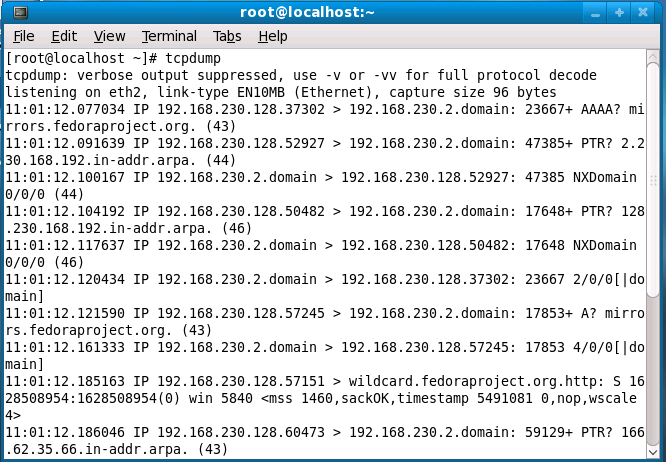 root@localhost:~
File Edit View Terminal Tabs Help
[root@localhost ~]# tcpdump
tcpdump: verbose output suppressed, use -v or -vv for full protocol decode
listening on eth2, link-type EN10MB (Ethernet), capture size 96 bytes
11:01:12.077034 IP 192.168.230.128.37302 > 192.168.230.2.domain: 23667+ AAAA? mi
rrors.fedoraproject.org. (43)
11:01:12.091639 IP 192.168.230.128.52927 > 192.168.230.2.domain: 47385+ PTR? 2.2
30.168.192.in-addr.arpa. (44)
11:01:12.100167 IP 192.168.230.2.domain > 192.168.230.128.52927: 47385 NXDomain
0/0/0 (44)
11:01:12.104192 IP 192.168.230.128.50482 > 192.168.230.2.domain: 17648+ PTR? 128
.230.168.192.in-addr.arpa. (46)
11:01:12.117637 IP 192.168.230.2.domain > 192.168.230.128.50482: 17648 NXDomain
0/0/0 (46)
11:01:12.120434 IP 192.168.230.2.domain > 192.168.230.128.37302: 23667 2/0/0[|do
main]
11:01:12.121590 IP 192.168.230.128.57245 > 192.168.230.2.domain: 17853+ A? mirro
rs.fedoraproject.org. (43)
11:01:12.161333 IP 192.168.230.2.domain > 192.168.230.128.57245: 17853 4/0/0[|do
main]
11:01:12.185163 IP 192.168.230.128.57151 > wildcard.fedoraproject.org.http: S 16
28508954:1628508954(0) win 5840 <mss 1460,sackOK,timestamp 5491081 0,nop,wscale
4>
11:01:12.186046 IP 192.168.230.128.60473 > 192.168.230.2.domain: 59129+ PTR? 166
.62.35.66.in-addr.arpa. (43)